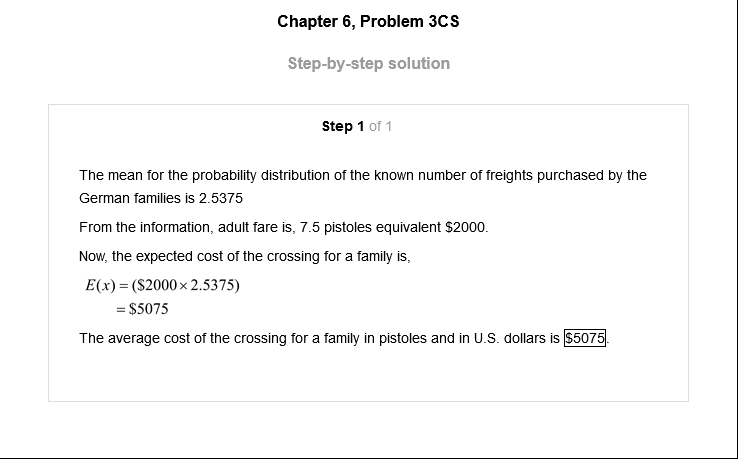 Chapter 6, Problem 3CS
Step-by-step solution
Step 1 of 1
The mean for the probability distribution of the known number of freights purchased by the
German families is 2.5375
From the information, adult fare is, 7.5 pistoles equivalent $2000.
Now, the expected cost of the crossing for a family is,
E(x) = ($2000 × 2.5375)
= $5075
The average cost of the crossing for a family in pistoles and in U.S. dollars is $5075.